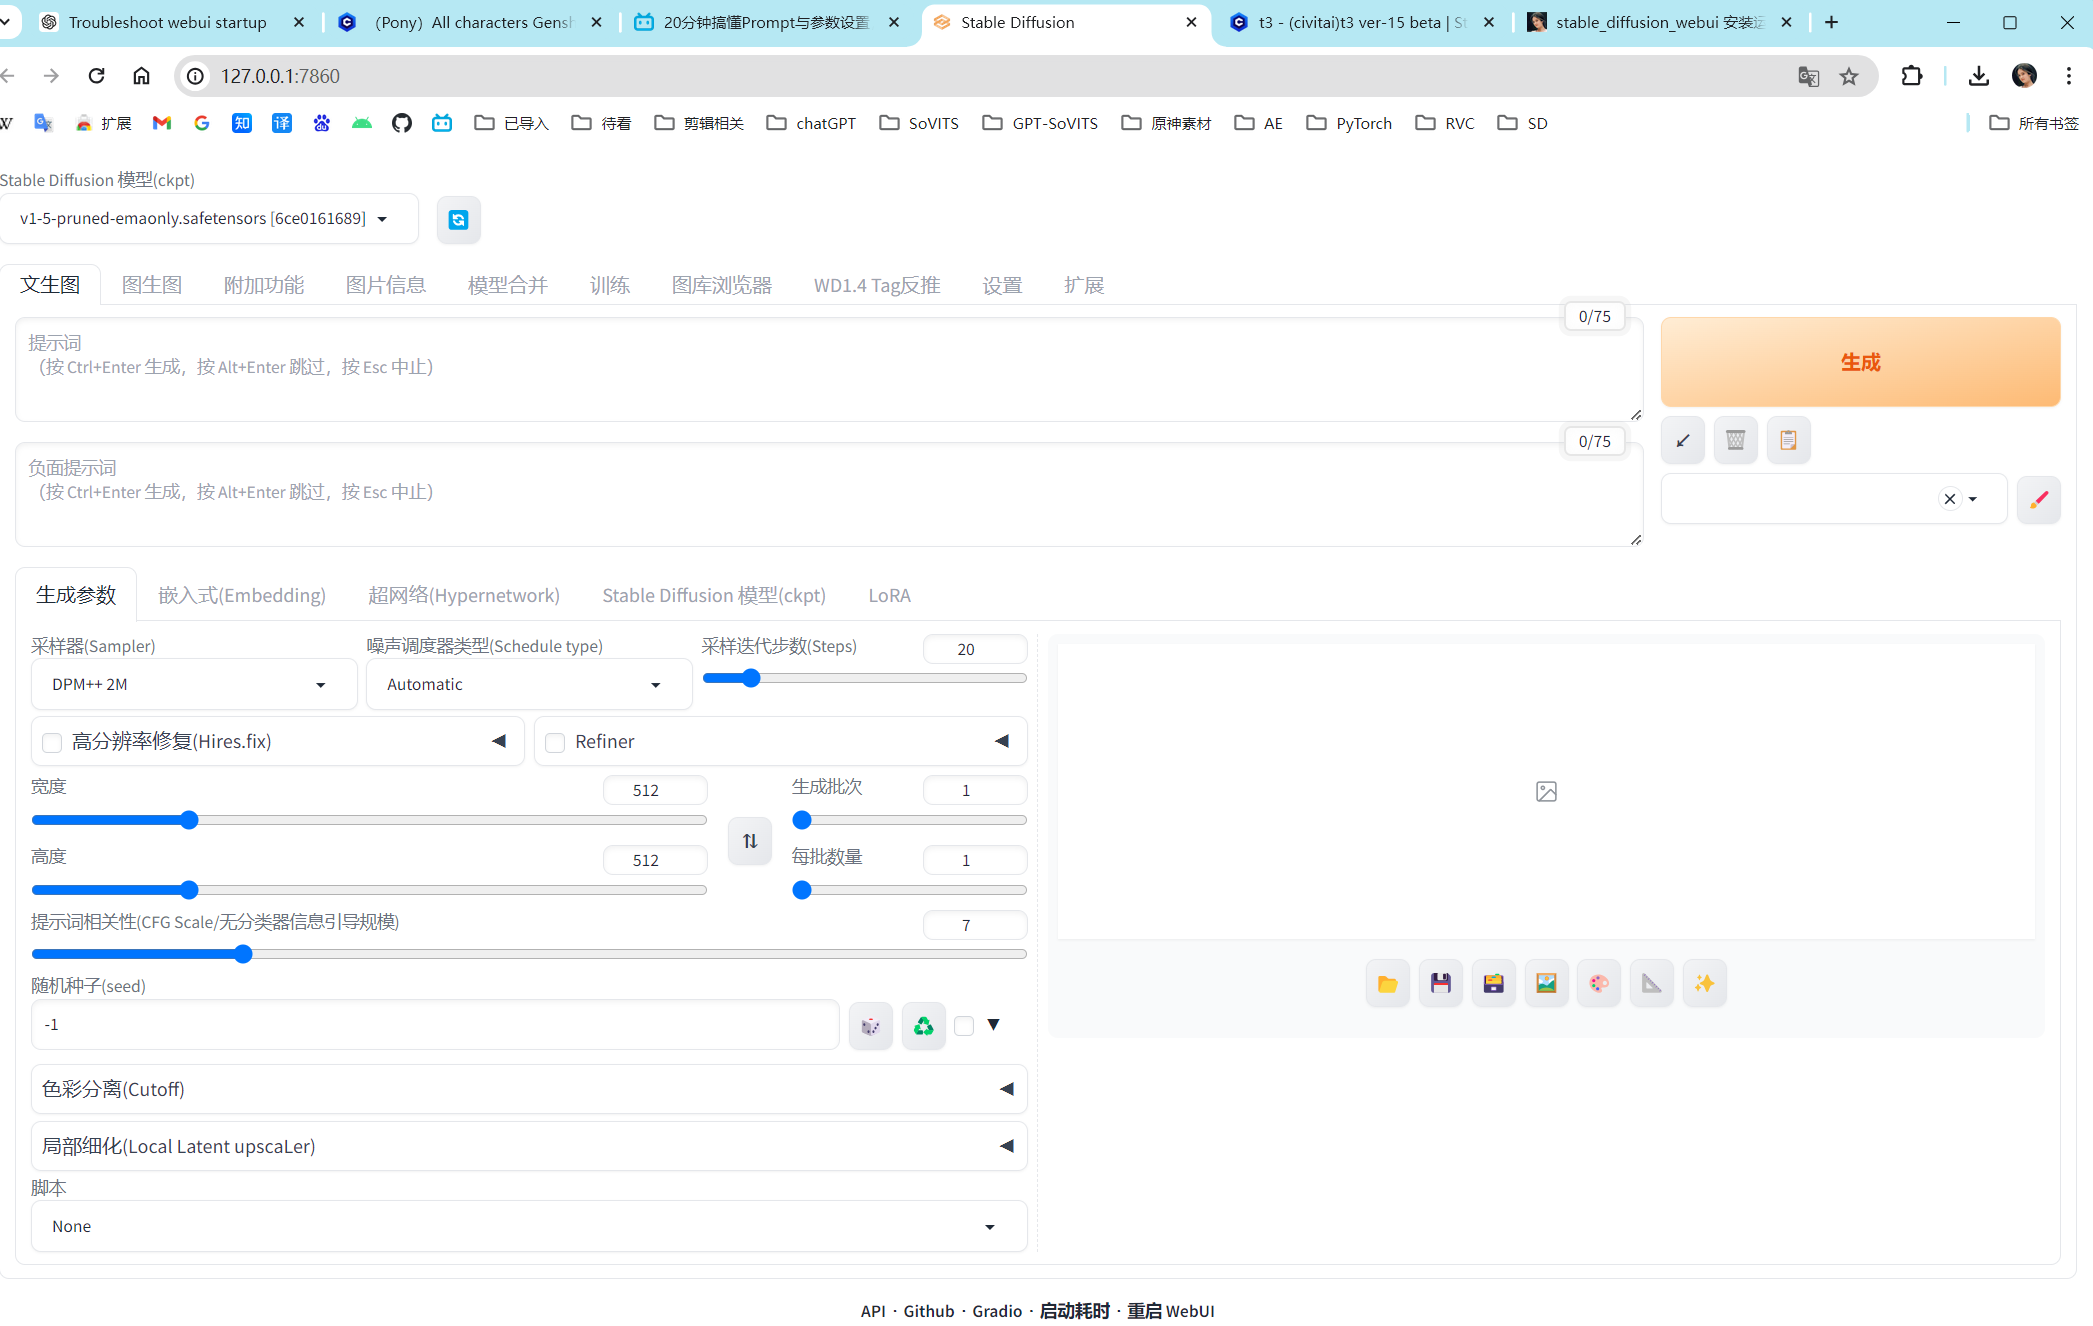 Troubleshoot webui startup
(Pony) All characters Gensh
20分钟搞懂Prompt与参数设置
Stable Diffusion
t3 - (civitai)t3 ver-15 beta | St
stable_diffusion_webui 安装运
127.0.0.1:7860
W
扩展
知
译
已导入
待看
剪辑相关
chatGPT
SoVITS
GPT-SoVITS
原神素材
AE
PyTorch
RVC
SD
所有书签
Stable Diffusion 模型(ckpt)
v1-5-pruned-emaonly.safetensors [6ce0161689]
文生图
图生图
附加功能
图片信息
模型合并
训练
图库浏览器
WD1.4 Tag反推
设置
扩展
0/75
提示词
（按 Ctrl+Enter 生成，按 Alt+Enter 跳过，按 Esc 中止）
生成
0/75
负面提示词
（按 Ctrl+Enter 生成，按 Alt+Enter 跳过，按 Esc 中止）
生成参数
嵌入式(Embedding)
超网络(Hypernetwork)
Stable Diffusion 模型(ckpt)
LoRA
采样器(Sampler)
DPM++ 2M
噪声调度器类型(Schedule type)
Automatic
采样迭代步数(Steps)
20
高分辨率修复(Hires.fix)
Refiner
宽度
512
生成批次
1
高度
512
每批数量
1
提示词相关性(CFG Scale/无分类器信息引导规模)
7
随机种子(seed)
-1
色彩分离(Cutoff)
局部细化(Local Latent upscaLer)
脚本
None
API · Github · Gradio · 启动耗时 · 重启 WebUI